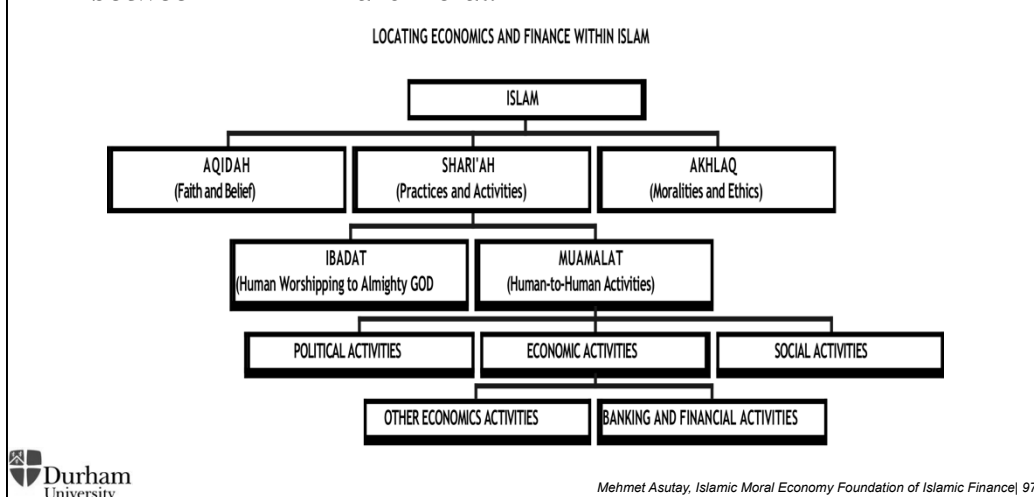 LOCATING ECONOMICS AND FINANCE WITHIN ISLAM
ISLAM
AQIDAH
(Faith and Belief)
SHARI'AH
(Practices and Activities)
AKHLAQ
(Moralities and Ethics)
IBADAT
(Human Worshipping to Almighty GOD
MUAMALAT
(Human-to-Human Activities)
POLITICAL ACTIVITIES
ECONOMIC ACTIVITIES
SOCIAL ACTIVITIES
OTHER ECONOMICS ACTIVITIES
BANKING AND FINANCIAL ACTIVITIES
Durham
University
Mehmet Asutay, Islamic Moral Economy Foundation of Islamic Finance| 97